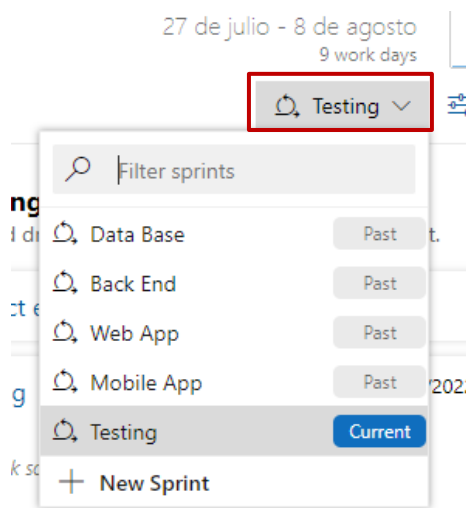 27 de julio - 8 de agosto
9 work days
Testing
Filter sprints
ng
Data Base Past t.
Back End Past
Web App Past
Mobile App Past
g
Testing Current
New Sprint